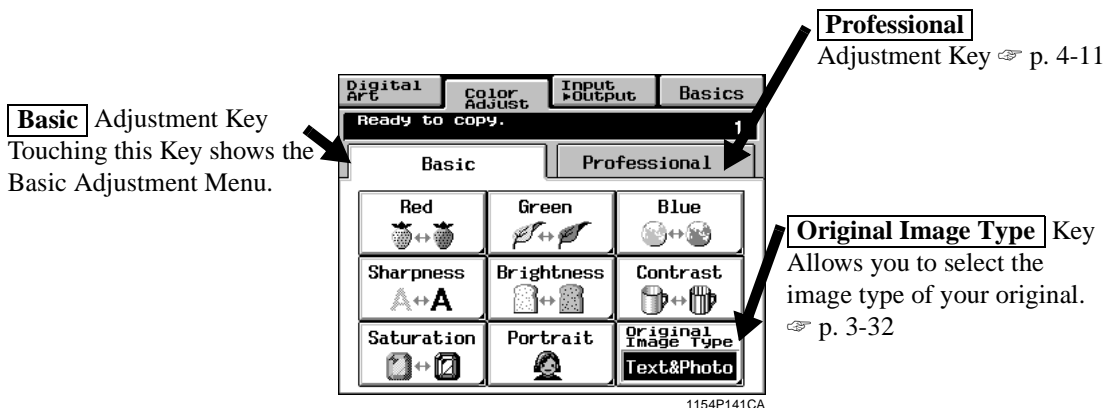 Professional
Adjustment Key ☞ p. 4-11
Basic Adjustment Key
Touching this Key shows the
Basic Adjustment Menu.
Digital Art
Color Adjust
Input ▶Output
Basics
Ready to copy. 1
Basic
Professional
Red
Green
Blue
Sharpness
Brightness
Contrast
A↔A
Saturation
Portrait
Original Image Type
Text&Photo
Original Image Type Key
Allows you to select the
image type of your original.
☞ p. 3-32
1154P141CA